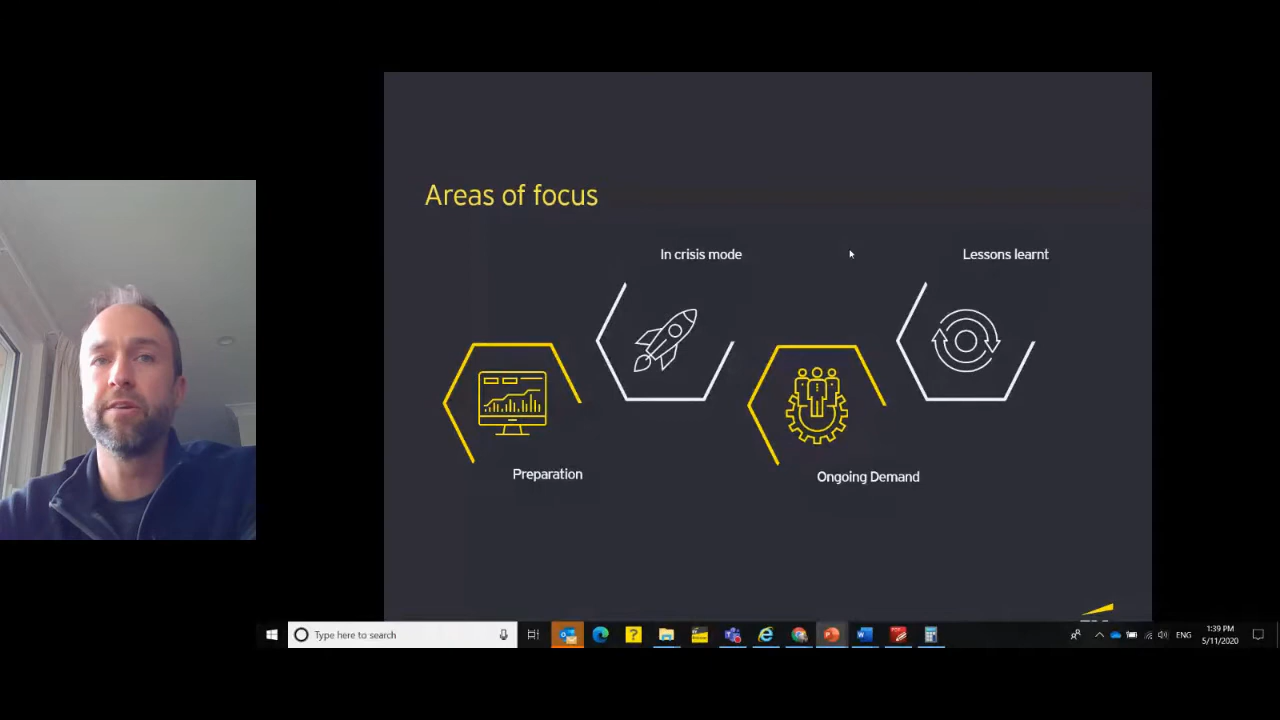 Areas of focus
In crisis mode
Lessons learnt
Preparation
Ongoing Demand
Type here to search
ENG
1:39 PM
5/11/2020